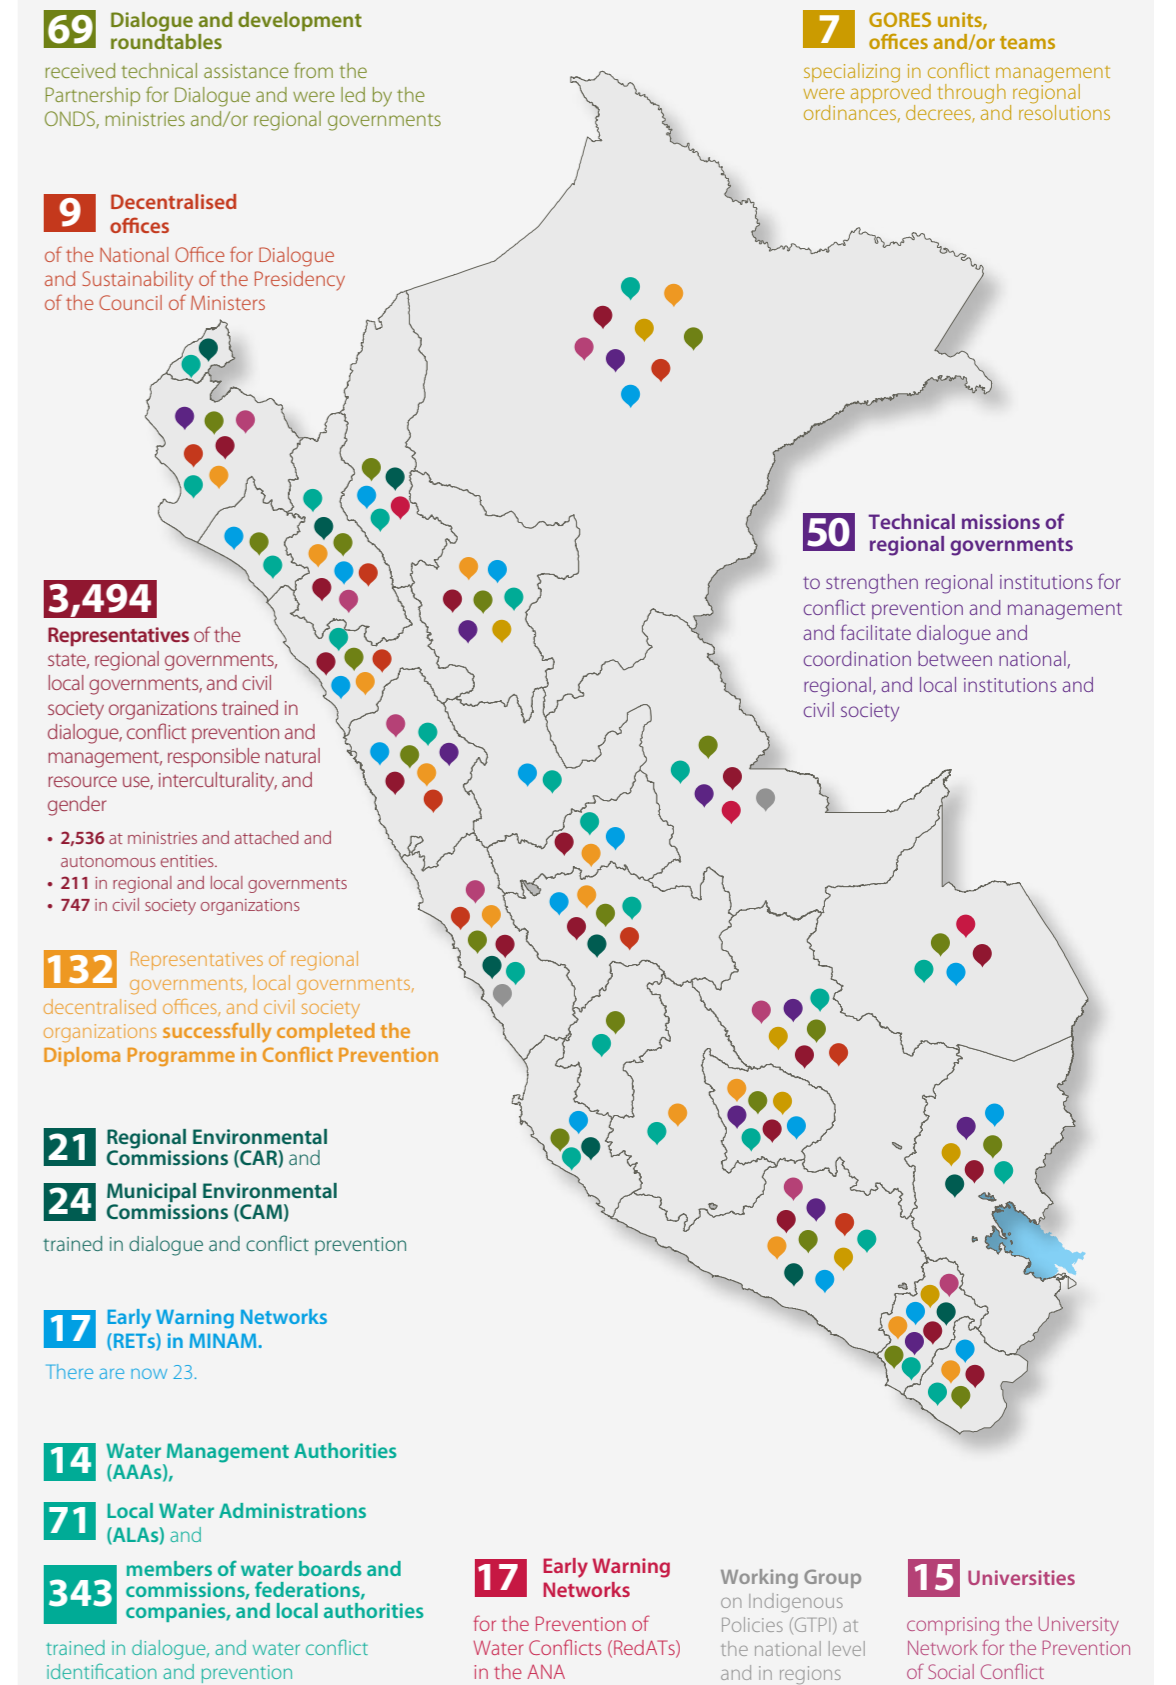 69 Dialogue and development
roundtables
received technical assistance from the
Partnership for Dialogue and were led by the
ONDS, ministries and/or regional governments
7 GORES units,
offices and/or teams
specializing in conflict management
were approved through regional
ordinances, decrees, and resolutions
9 Decentralised
offices
of the National Office for Dialogue
and Sustainability of the Presidency
of the Council of Ministers
50 Technical missions of
regional governments
to strengthen regional institutions for
conflict prevention and management
and facilitate dialogue and
coordination between national,
regional, and local institutions and
civil society
3,494
Representatives of the
state, regional governments,
local governments, and civil
society organizations trained in
dialogue, conflict prevention and
management, responsible natural
resource use, interculturality, and
gender
• 2,536 at ministries and attached and
autonomous entities.
• 211 in regional and local governments
• 747 in civil society organizations
132 Representatives of regional
governments, local governments,
decentralised offices, and civil society
organizations successfully completed the
Diploma Programme in Conflict Prevention
21 Regional Environmental
Commissions (CAR) and
24 Municipal Environmental
Commissions (CAM)
trained in dialogue and conflict prevention
17 Early Warning Networks
(RETs) in MINAM.
There are now 23.
14 Water Management Authorities
(AAAs),
71 Local Water Administrations
(ALAs) and
343 members of water boards and
commissions, federations,
companies, and local authorities
trained in dialogue, and water conflict
identification and prevention
17 Early Warning
Networks
for the Prevention of
Water Conflicts (RedATs)
in the ANA
Working Group
on Indigenous
Policies (GTPI) at
the national level
and in regions
15 Universities
comprising the University
Network for the Prevention
of Social Conflict